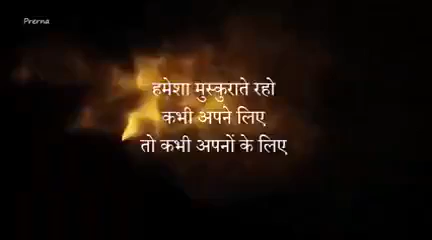 Prerna
हमेशा मुस्कुराते रहो
कभी अपने लिए
तो कभी अपनों के लिए